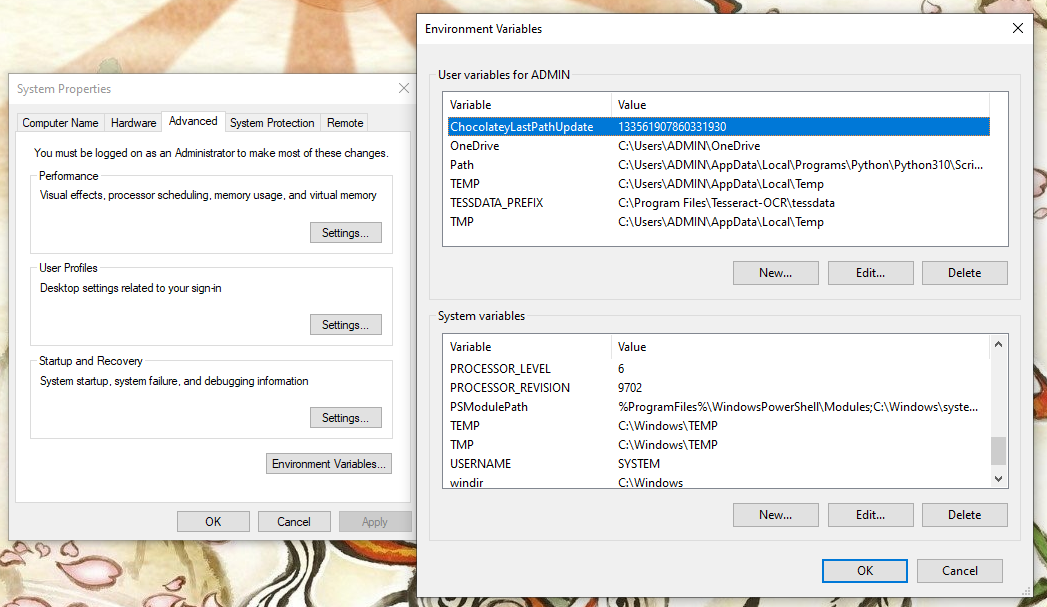 System Properties
Computer Name Hardware Advanced System Protection Remote
You must be logged on as an Administrator to make most of these changes.
Performance
Visual effects, processor scheduling, memory usage, and virtual memory
Settings...
User Profiles
Desktop settings related to your sign-in
Settings...
Startup and Recovery
System startup, system failure, and debugging information
Settings...
Environment Variables...
OK Cancel Apply
Environment Variables
User variables for ADMIN
Variable Value
ChocolateyLastPathUpdate 133561907860331930
OneDrive C:\Users\ADMIN\OneDrive
Path C:\Users\ADMIN\AppData\Local\Programs\Python\Python310\Scri...
TEMP C:\Users\ADMIN\AppData\Local\Temp
TESSDATA_PREFIX C:\Program Files\Tesseract-OCR\tessdata
TMP C:\Users\ADMIN\AppData\Local\Temp
New... Edit... Delete
System variables
Variable Value
PROCESSOR_LEVEL 6
PROCESSOR_REVISION 9702
PSModulePath %ProgramFiles%\WindowsPowerShell\Modules;C:\Windows\syste...
TEMP C:\Windows\TEMP
TMP C:\Windows\TEMP
USERNAME SYSTEM
windir C:\Windows
New... Edit... Delete
OK Cancel